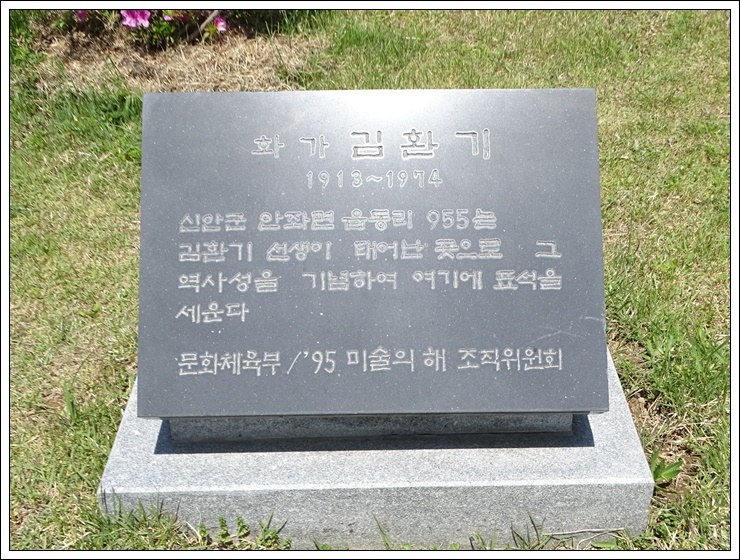 화가 김환기
1913~1974
신안군 안좌면 읍동리 955는
김환기 선생이 태어난 곳으로 그
역사성을 기념하여 여기에 표석을
세운다
문화체육부/'95 미술의 해 조직위원회